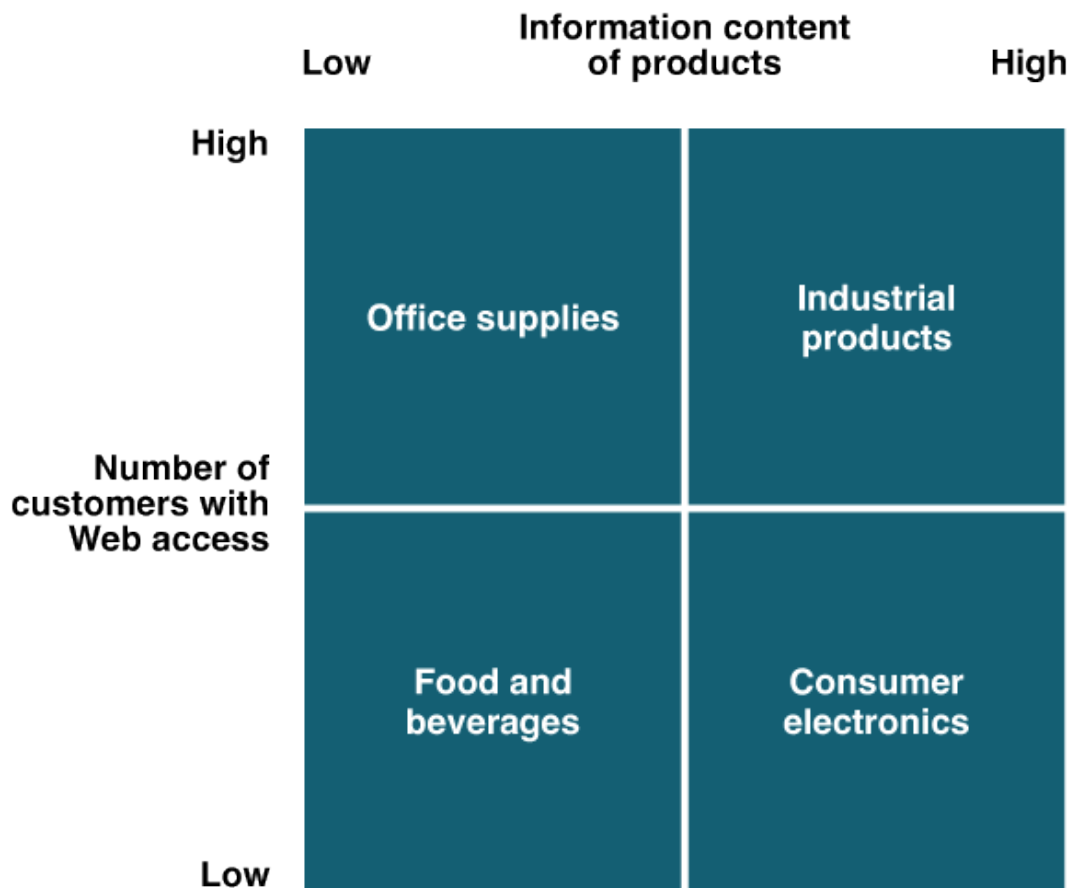 Information content
Low of products High
High
Office supplies
Industrial
products
Number of
customers with
Web access
Food and
beverages
Consumer
electronics
Low